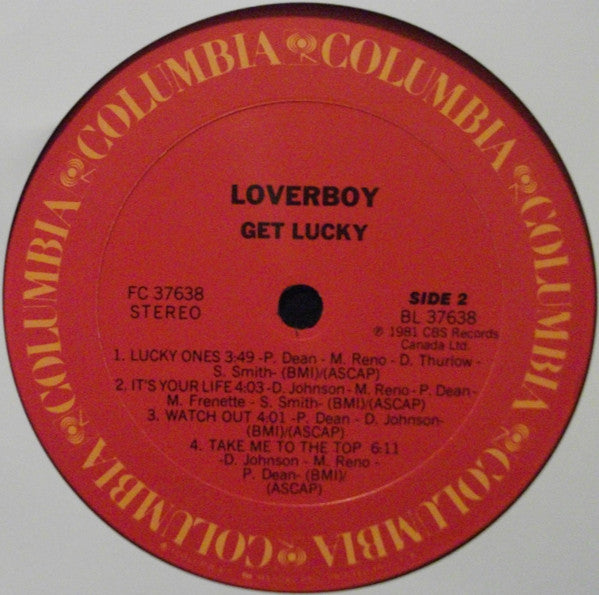 COLUMBIA COLUMBIA COLUMBIA COLUMBIA COLUMBIA COLUMBIA
LOVERBOY
GET LUCKY
FC 37638
STEREO
SIDE 2
BL 37638
℗ 1981 CBS Records
Canada Ltd.
1. LUCKY ONES 3:49 -P. Dean - M. Reno - D. Thurlow -
S. Smith- (BMI)/(ASCAP)
2. IT'S YOUR LIFE 4:03 - D. Johnson - M. Reno - P. Dean -
M. Frenette - S. Smith- (BMI)/(ASCAP)
3. WATCH OUT 4:01 -P. Dean - D. Johnson-
(BMI)/(ASCAP)
4. TAKE ME TO THE TOP 6:11
-D. Johnson - M. Reno -
P. Dean- (BMI)/
(ASCAP)